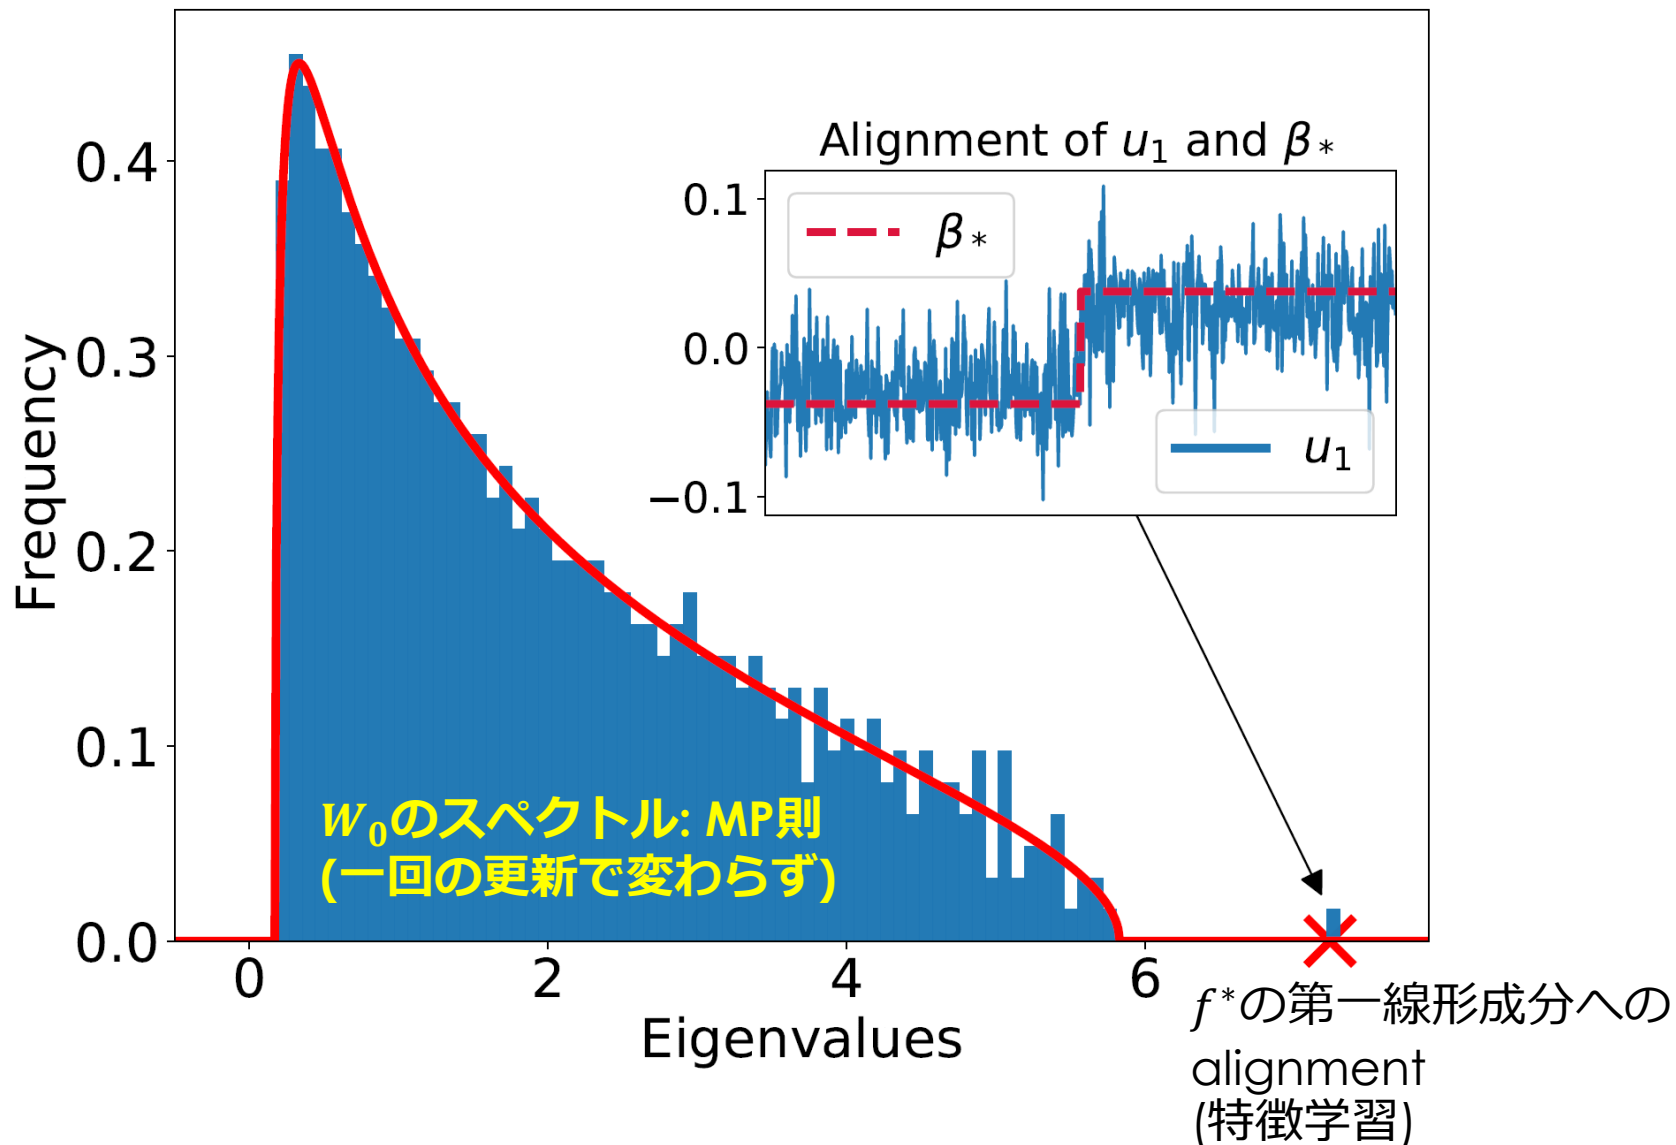 Frequency
0.4
0.3
0.2
0.1
0.0
0
2
4
6
Eigenvalues
Alignment of u₁ and β*
0.1
0.0
−0.1
β*
u₁
W₀のスペクトル: MP則
(一回の更新で変わらず)
f*の第一線形成分への
alignment
(特徴学習)